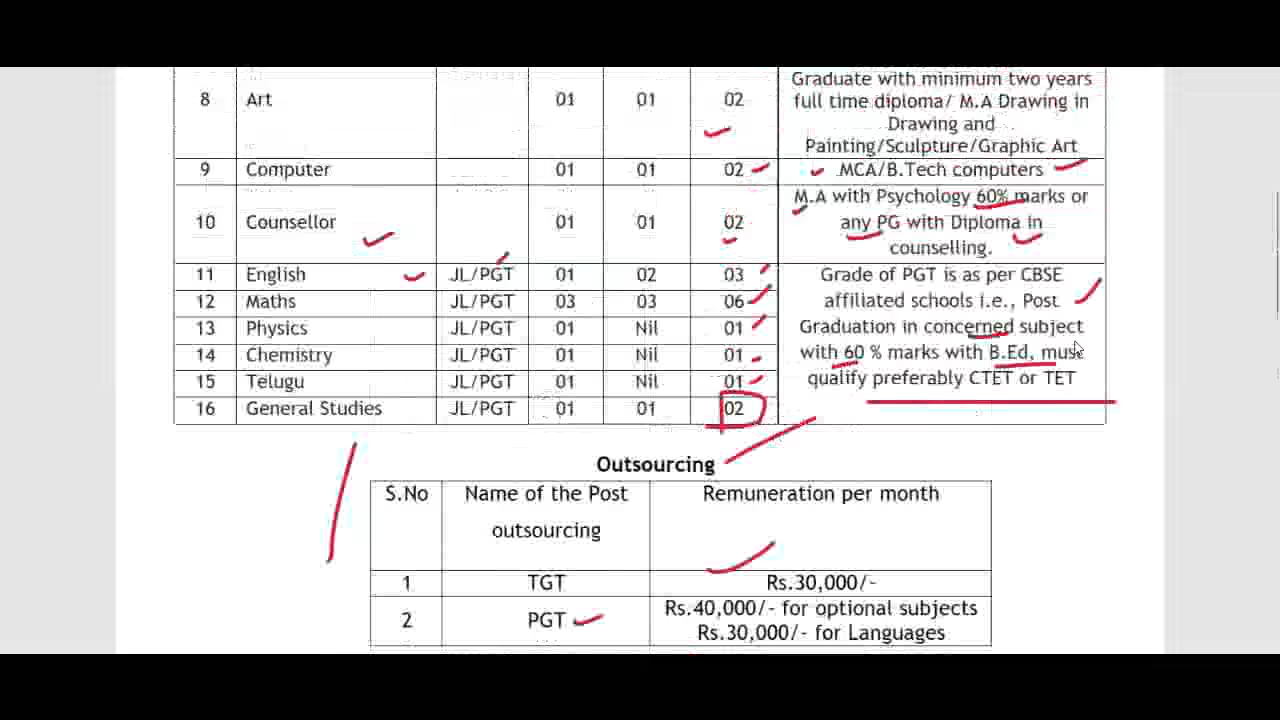 Graduate with minimum two years
8 Art 01 01 02 full time diploma/ M.A Drawing in
Drawing and
Painting/Sculpture/Graphic Art
9 Computer 01 01 02 MCA/B.Tech computers
M.A with Psychology 60% marks or
10 Counsellor 01 01 02 any PG with Diploma in
counselling.
11 English JL/PGT 01 02 03 Grade of PGT is as per CBSE
12 Maths JL/PGT 03 03 06 affiliated schools i.e., Post
13 Physics JL/PGT 01 Nil 01 Graduation in concerned subject
14 Chemistry JL/PGT 01 Nil 01 with 60 % marks with B.Ed, must
15 Telugu JL/PGT 01 Nil 01 qualify preferably CTET or TET
16 General Studies JL/PGT 01 01 02
Outsourcing
S.No Name of the Post Remuneration per month
outsourcing
1 TGT Rs.30,000/-
Rs.40,000/- for optional subjects
2 PGT
Rs.30,000/- for Languages